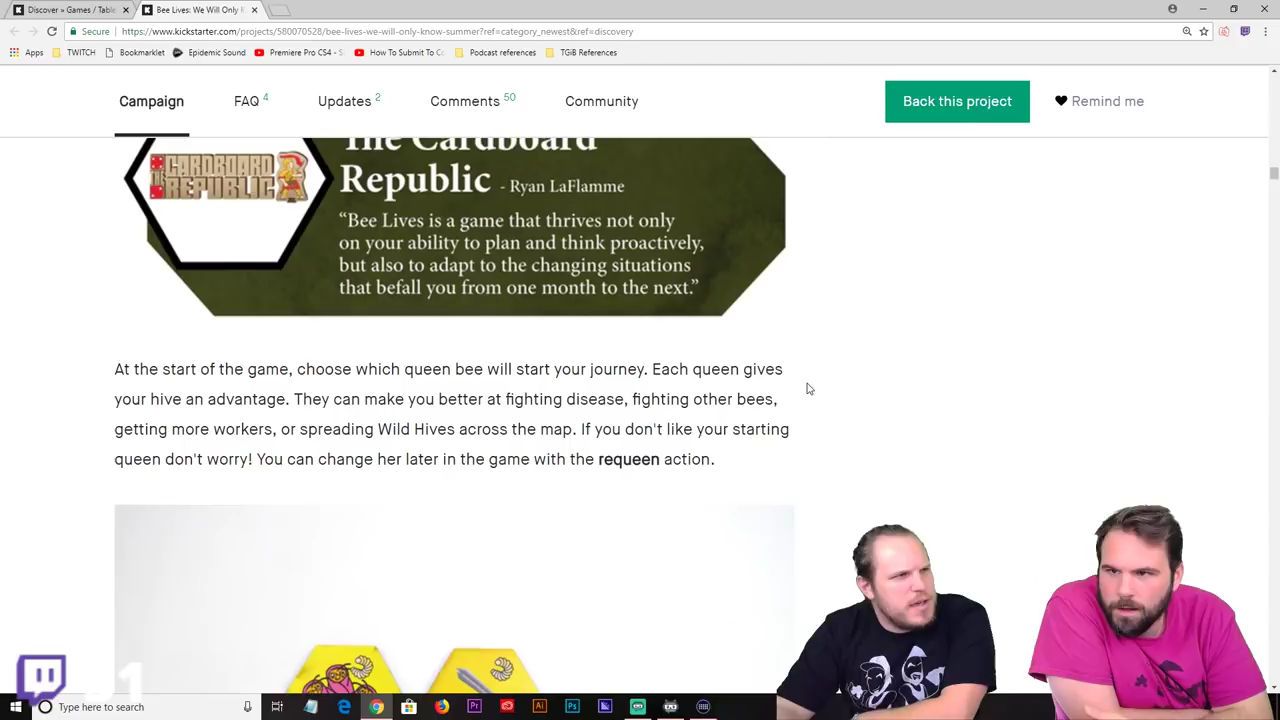 Discover » Games / Table
Bee Lives: We Will Only K
Secure
https://www.kickstarter.com/projects/580070528/bee-lives-we-will-only-know-summer?ref=category_newest&ref=discovery
Apps
TWITCH
Bookmarklet
Epidemic Sound
Premiere Pro CS4 - S
How To Submit To Co
Podcast references
TGiB References
Campaign
FAQ 4
Updates 2
Comments 50
Community
Back this project
Remind me
The Cardboard
Republic - Ryan LaFlamme
THE CARDBOARD
REPUBLIC
“Bee Lives is a game that thrives not only
on your ability to plan and think proactively,
but also to adapt to the changing situations
that befall you from one month to the next.”
At the start of the game, choose which queen bee will start your journey. Each queen gives
your hive an advantage. They can make you better at fighting disease, fighting other bees,
getting more workers, or spreading Wild Hives across the map. If you don't like your starting
queen don't worry! You can change her later in the game with the requeen action.
Type here to search